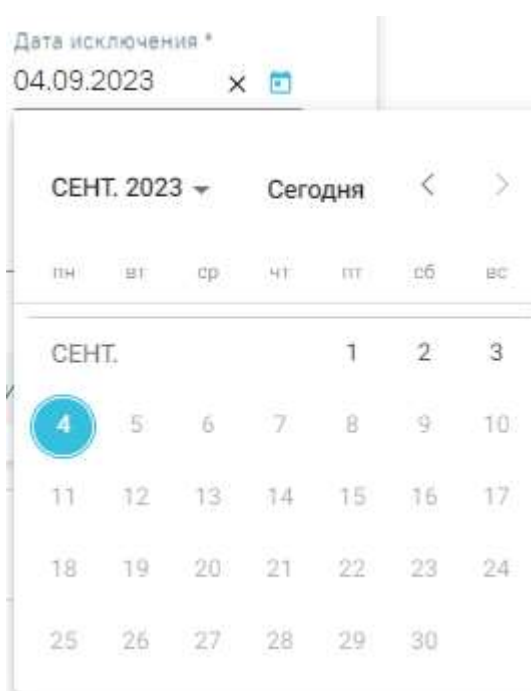 Дата исключения *
04.09.2023
СЕНТ. 2023 Сегодня
пн вт ср чт пт сб вс
СЕНТ. 1 2 3
4 5 6 7 8 9 10
11 12 13 14 15 16 17
18 19 20 21 22 23 24
25 26 27 28 29 30